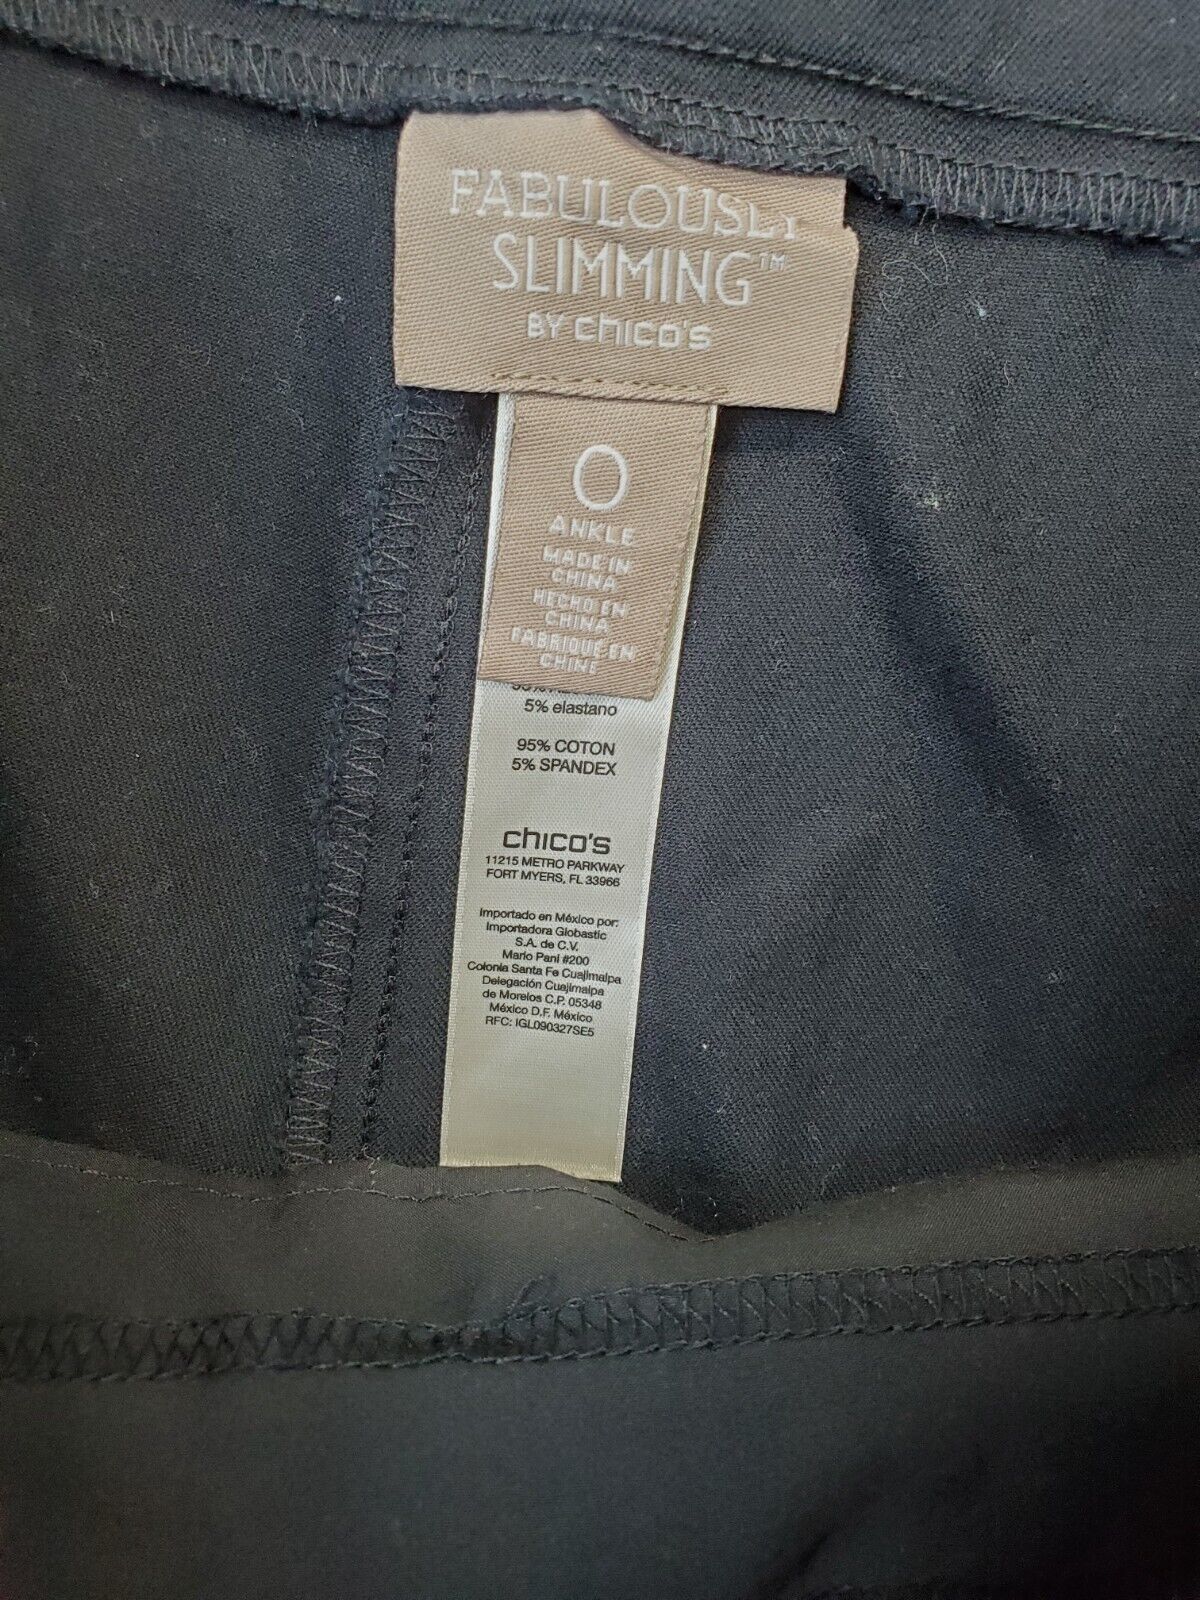 FABULOUSLY
SLIMMING™
BY chico's
0
ANKLE
MADE IN
CHINA
HECHO EN
CHINA
FABRIQUE EN
CHINE
5% elastano
95% COTON
5% SPANDEX
chico's
11215 METRO PARKWAY
FORT MYERS, FL 33966
Importado en México por:
Importadora Globastic
S.A. de C.V.
Mario Pani #200
Colonia Santa Fe Cuajimalpa
Delegación Cuajimalpa
de Morelos C.P. 05348
México D.F. México
RFC: IGL090327SE5